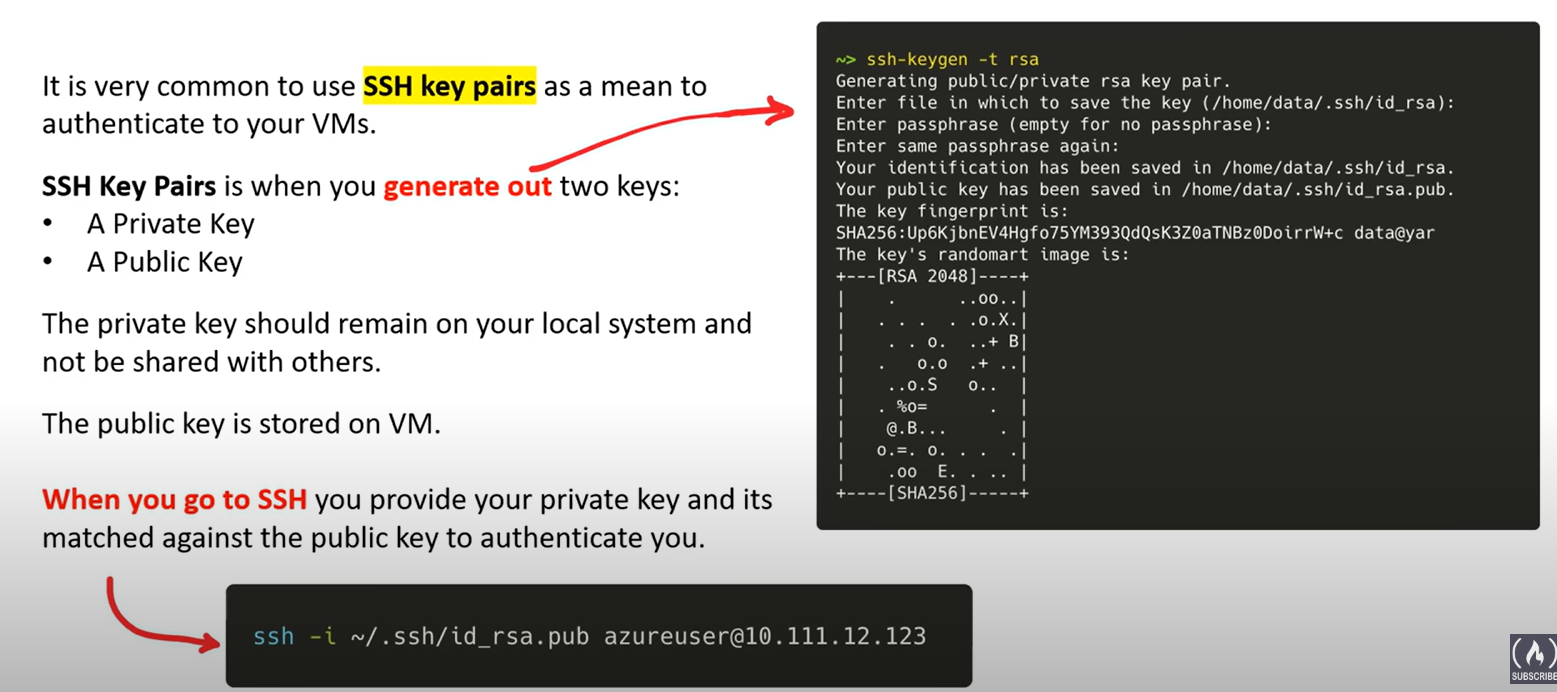 It is very common to use SSH key pairs as a mean to
authenticate to your VMs.
SSH Key Pairs is when you generate out two keys:
• A Private Key
• A Public Key
The private key should remain on your local system and
not be shared with others.
The public key is stored on VM.
When you go to SSH you provide your private key and its
matched against the public key to authenticate you.
ssh -i ~/.ssh/id_rsa.pub azureuser@10.111.12.123
~> ssh-keygen -t rsa
Generating public/private rsa key pair.
Enter file in which to save the key (/home/data/.ssh/id_rsa):
Enter passphrase (empty for no passphrase):
Enter same passphrase again:
Your identification has been saved in /home/data/.ssh/id_rsa.
Your public key has been saved in /home/data/.ssh/id_rsa.pub.
The key fingerprint is:
SHA256:Up6KjbnEV4Hgfo75YM393QdQsK3Z0aTNBz0DoirrW+c data@yar
The key's randomart image is:
+---[RSA 2048]----+
|    .      ..oo..|
|   . . .  . .o.X.|
|    . . o.  ..+ B|
|   .   o.o  .+ ..|
|    ..o.S   o..  |
|   . %o=      .  |
|    @.B...     . |
|   o.=. o. . .  .|
|    .oo  E. . .. |
+----[SHA256]-----+
SUBSCRIBE